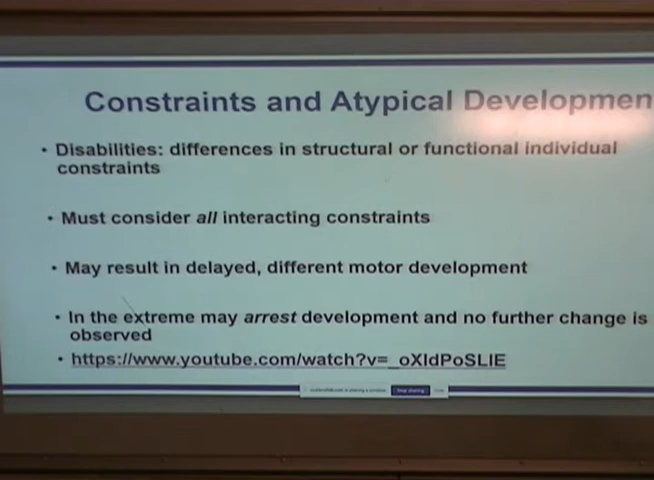 Constraints and Atypical Developmen
• Disabilities: differences in structural or functional individual
constraints
• Must consider all interacting constraints
• May result in delayed, different motor development
• In the extreme may arrest development and no further change is
observed
• https://www.youtube.com/watch?v=_oXIdPoSLIE
Stop sharing